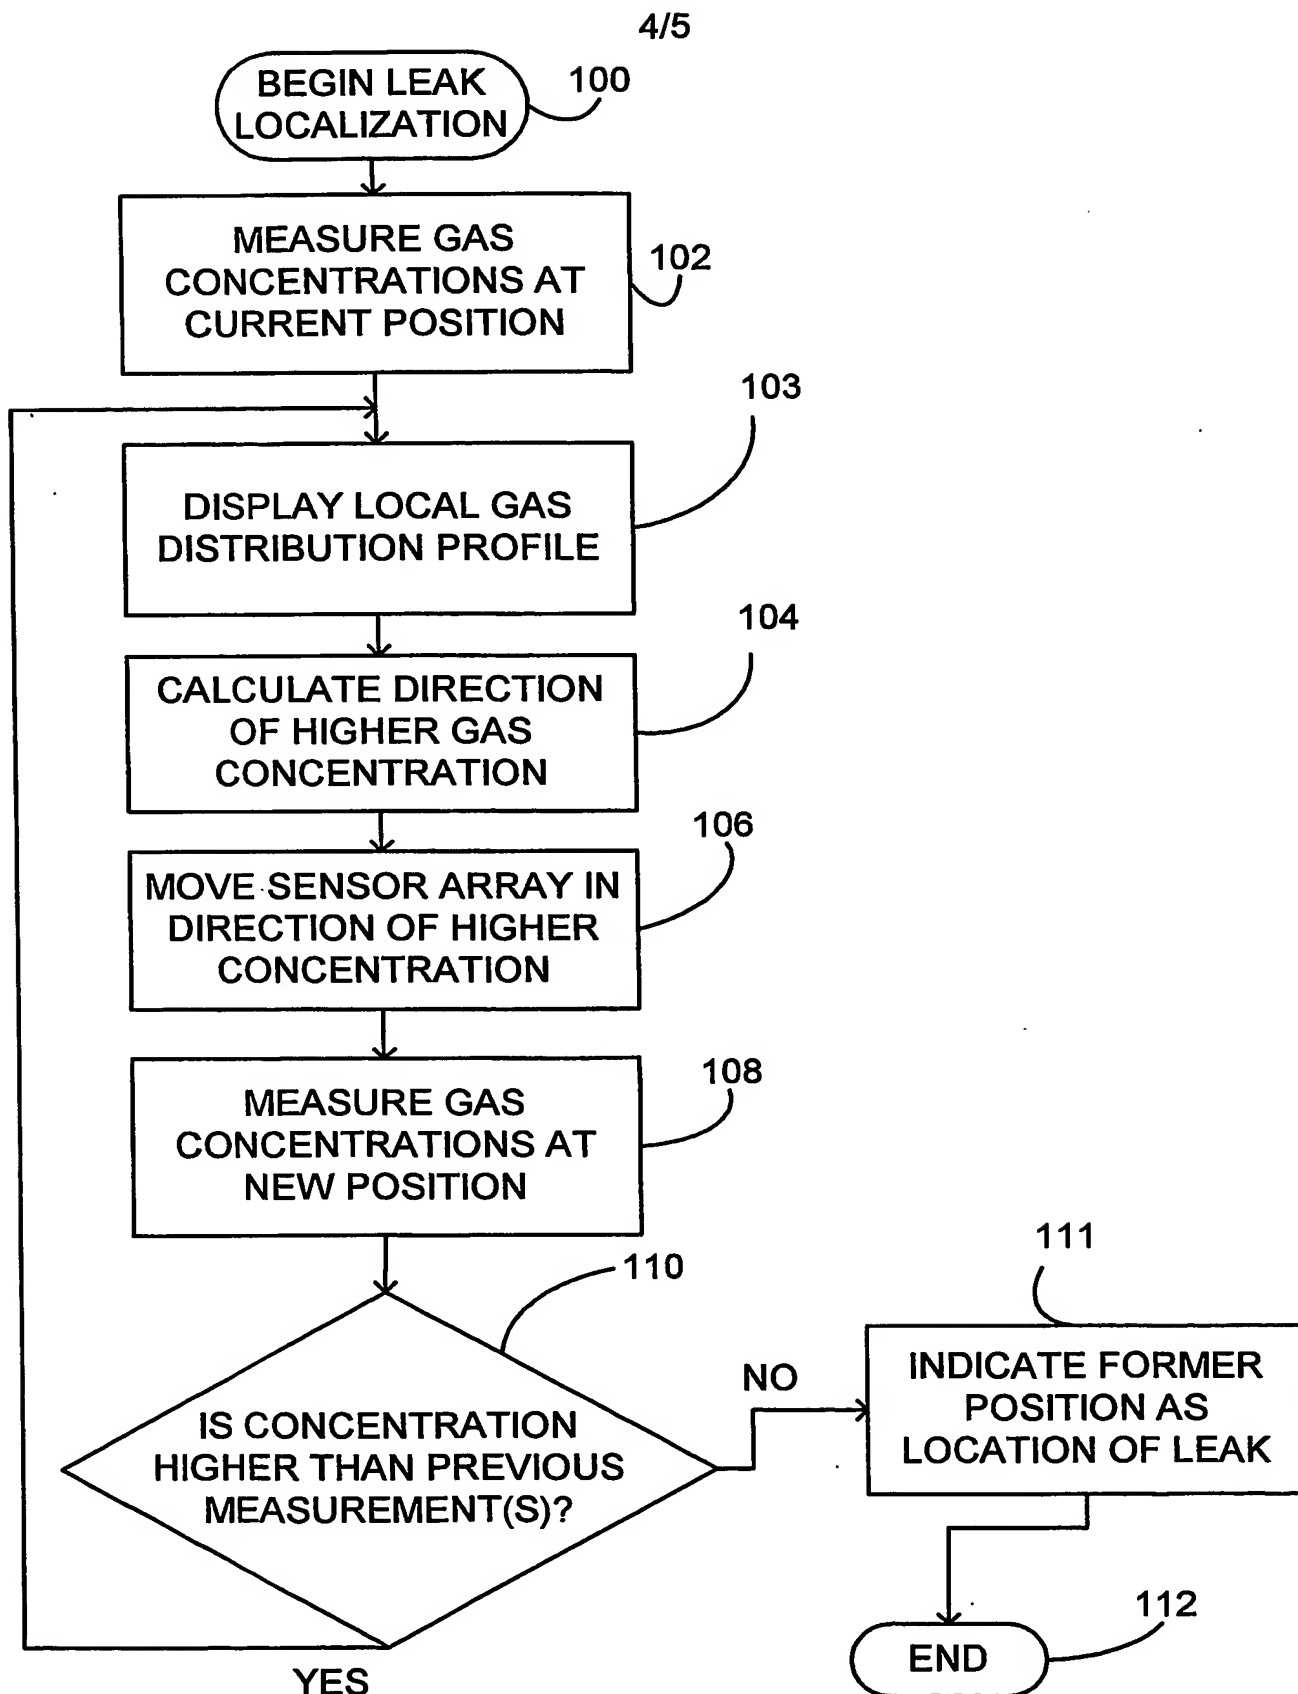 4/5
BEGIN LEAK
LOCALIZATION
100
MEASURE GAS
CONCENTRATIONS AT
CURRENT POSITION
102
103
DISPLAY LOCAL GAS
DISTRIBUTION PROFILE
104
CALCULATE DIRECTION
OF HIGHER GAS
CONCENTRATION
106
MOVE SENSOR ARRAY IN
DIRECTION OF HIGHER
CONCENTRATION
108
MEASURE GAS
CONCENTRATIONS AT
NEW POSITION
110
IS CONCENTRATION
HIGHER THAN PREVIOUS
MEASUREMENT(S)?
NO
YES
111
INDICATE FORMER
POSITION AS
LOCATION OF LEAK
112
END